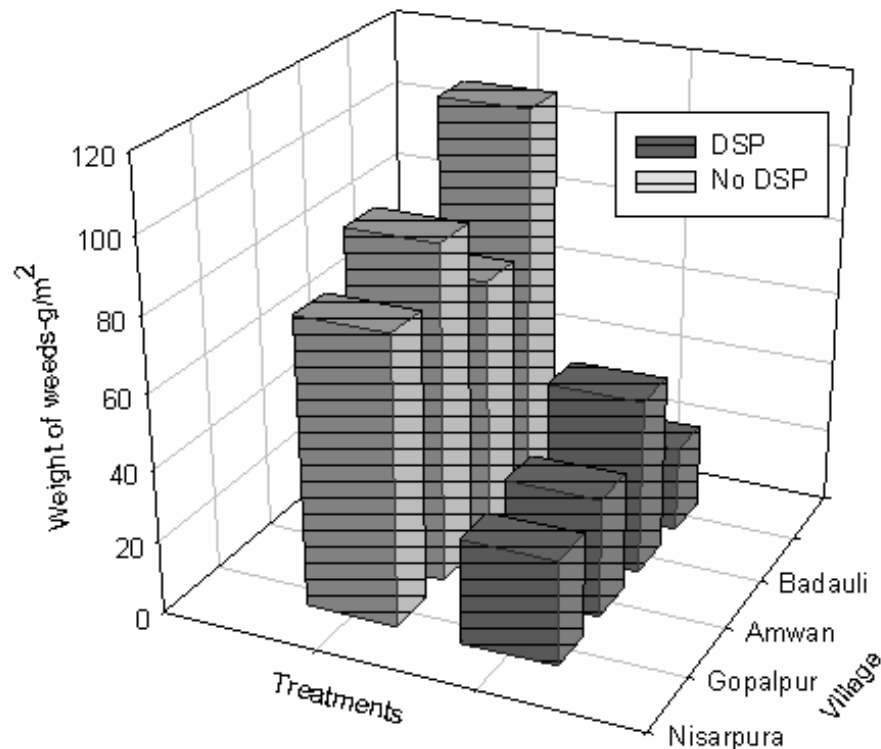 120
100
80
60
40
20
0
Weight of weeds-g/m²
DSP
No DSP
Treatments
Badauli
Amwan
Gopalpur
Nisarpura
Village